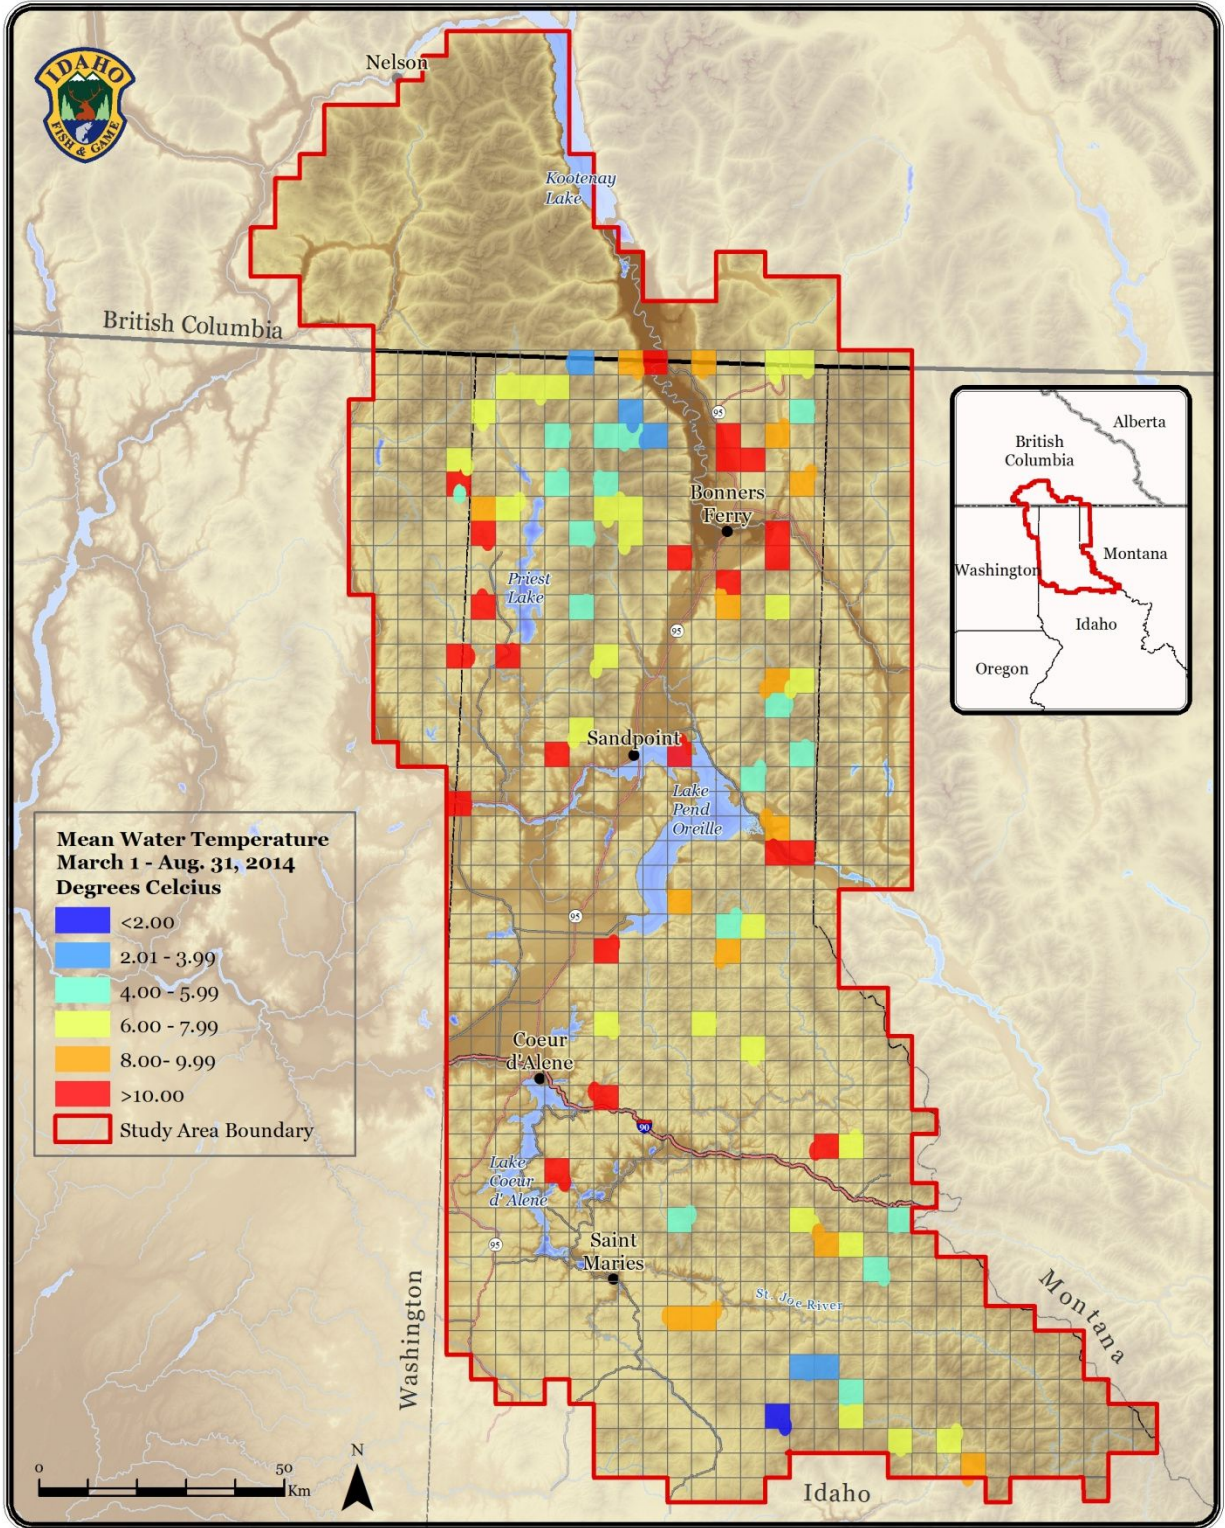 IDAHO
FISH & GAME
Nelson
Kootenay
Lake
British Columbia
95
Bonners
Ferry
Priest
Lake
95
Sandpoint
Lake
Pend
Oreille
95
Coeur
d'Alene
90
Lake
Coeur
d' Alene
95
Saint
Maries
St. Joe River
Washington
Montana
Idaho
Alberta
British
Columbia
Washington
Montana
Idaho
Oregon
Mean Water Temperature
March 1 - Aug. 31, 2014
Degrees Celcius
<2.00
2.01 - 3.99
4.00 - 5.99
6.00 - 7.99
8.00- 9.99
>10.00
Study Area Boundary
0 50
Km
N